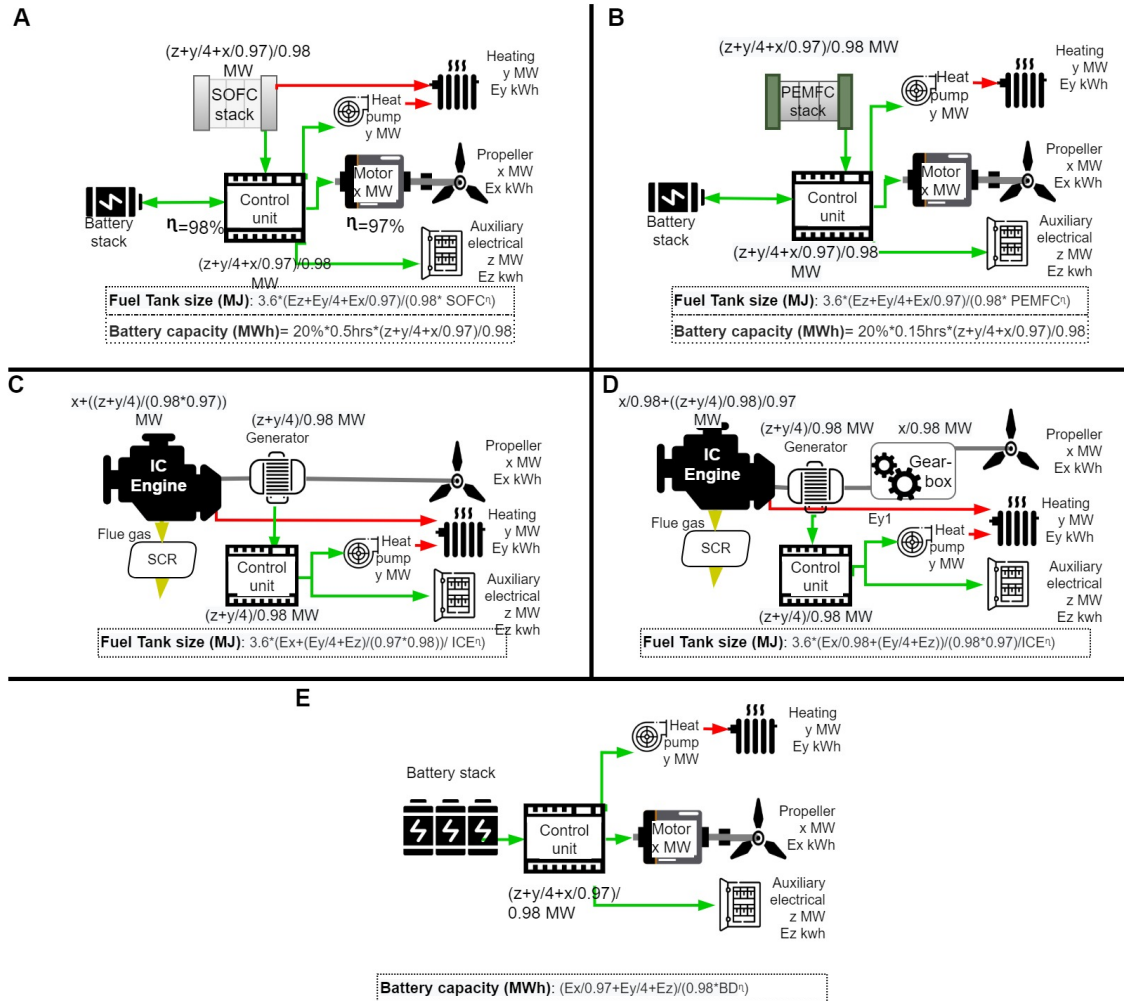 A
(z+y/4+x/0.97)/0.98
MW
SOFC
stack
Heat
pump
y MW
Heating
y MW
Ey kWh
Battery
stack
η=98%
Control
unit
(z+y/4+x/0.97)/0.98
MW
Motor
x MW
η=97%
Propeller
x MW
Ex kWh
Auxiliary
electrical
z MW
Ez kwh
Fuel Tank size (MJ): 3.6*(Ez+Ey/4+Ex/0.97)/(0.98* SOFCη)
Battery capacity (MWh)= 20%*0.5hrs*(z+y/4+x/0.97)/0.98
B
(z+y/4+x/0.97)/0.98 MW
PEMFC
stack
Heat
pump
y MW
Heating
y MW
Ey kWh
Battery
stack
Control
unit
(z+y/4+x/0.97)/0.98
MW
Motor
x MW
Propeller
x MW
Ex kWh
Auxiliary
electrical
z MW
Ez kwh
Fuel Tank size (MJ): 3.6*(Ez+Ey/4+Ex/0.97)/(0.98* PEMFCη)
Battery capacity (MWh)= 20%*0.15hrs*(z+y/4+x/0.97)/0.98
C
x+((z+y/4)/(0.98*0.97))
MW
IC
Engine
(z+y/4)/0.98 MW
Generator
Propeller
x MW
Ex kWh
Flue gas
SCR
Control
unit
(z+y/4)/0.98 MW
Heat
pump
y MW
Heating
y MW
Ey kWh
Auxiliary
electrical
z MW
Ez kwh
Fuel Tank size (MJ): 3.6*(Ex+(Ey/4+Ez)/(0.97*0.98))/ ICEη)
D
x/0.98+((z+y/4)/0.98)/0.97
MW
IC
Engine
(z+y/4)/0.98 MW
Generator
x/0.98 MW
Gear-
box
Propeller
x MW
Ex kWh
Flue gas
SCR
Ey1
Control
unit
(z+y/4)/0.98 MW
Heat
pump
y MW
Heating
y MW
Ey kWh
Auxiliary
electrical
z MW
Ez kwh
Fuel Tank size (MJ): 3.6*(Ex/0.98+(Ey/4+Ez))/(0.98*0.97)/ICEη)
E
Battery stack
Control
unit
(z+y/4+x/0.97)/
0.98 MW
Heat
pump
y MW
Heating
y MW
Ey kWh
Motor
x MW
Propeller
x MW
Ex kWh
Auxiliary
electrical
z MW
Ez kwh
Battery capacity (MWh): (Ex/0.97+Ey/4+Ez)/(0.98*BDη)